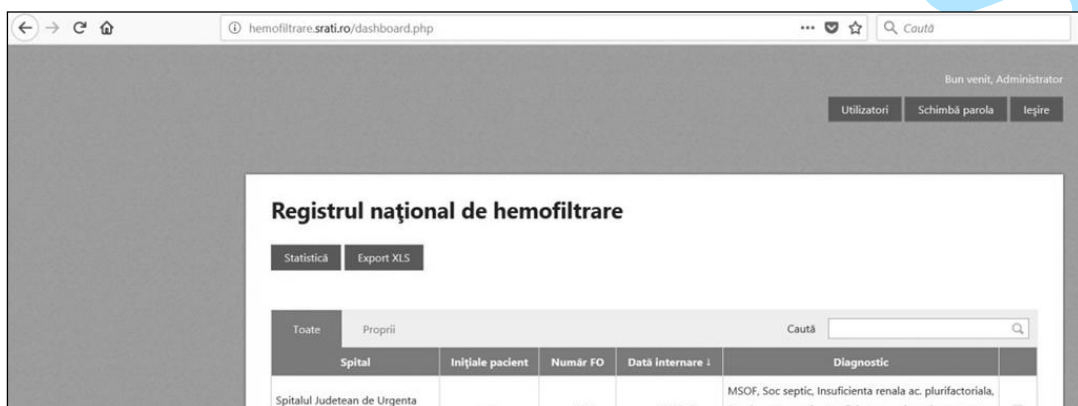 hemofiltrare.srati.ro/dashboard.php
Caută
Bun venit, Administrator
Utilizatori Schimbă parola Ieşire
Registrul naţional de hemofiltrare
Statistică Export XLS
Toate Proprii Caută
Spital Iniţiale pacient Număr FO Dată internare ↓ Diagnostic
Spitalul Judetean de Urgenta
MSOF, Soc septic, Insuficienta renala ac. plurifactoriala,